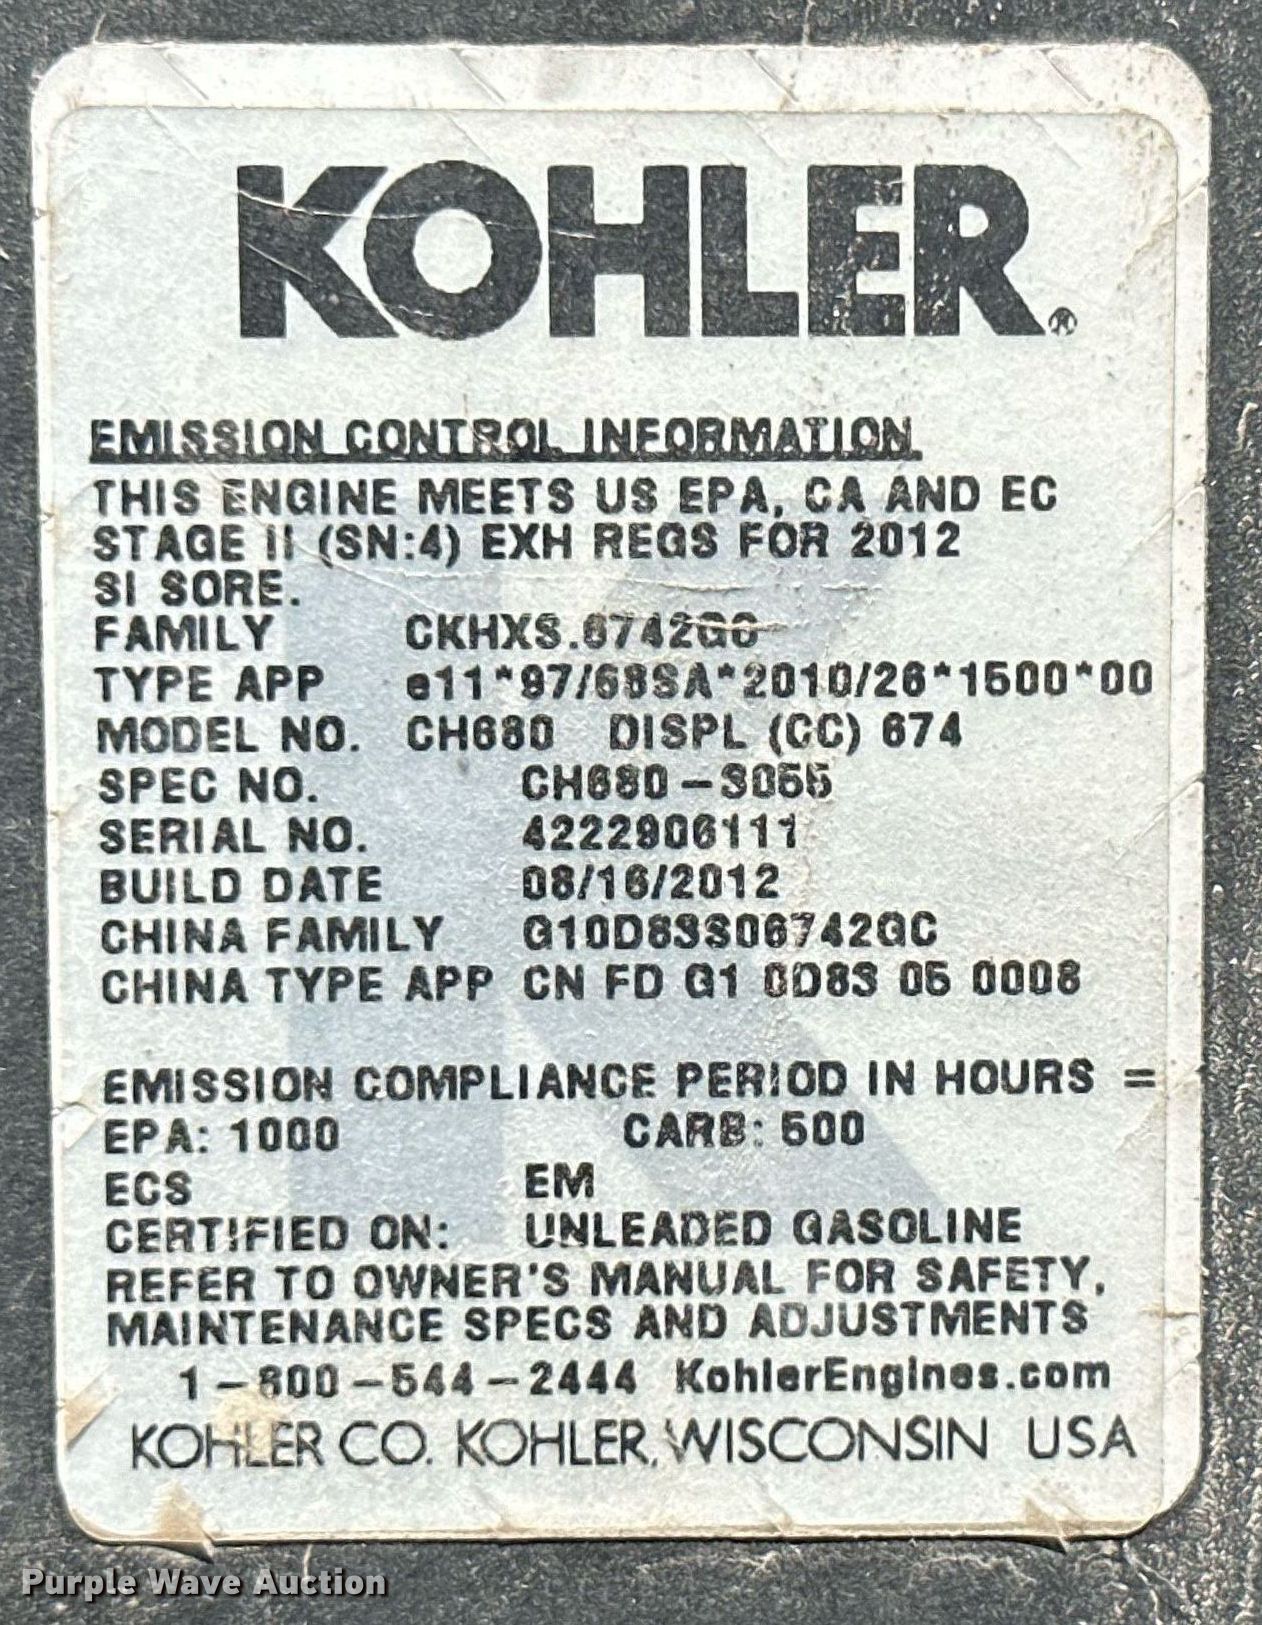 KOHLER®
EMISSION CONTROL INFORMATION
THIS ENGINE MEETS US EPA, CA AND EC
STAGE II (SN:4) EXH REGS FOR 2012
SI SORE.
FAMILY CKHXS.6742GC
TYPE APP e11*97/68SA*2010/26*1500*00
MODEL NO. CH680 DISPL (CC) 674
SPEC NO. CH680-3055
SERIAL NO. 4222906111
BUILD DATE 08/16/2012
CHINA FAMILY G10D83S06742GC
CHINA TYPE APP CN FD G1 0D83 05 0008
EMISSION COMPLIANCE PERIOD IN HOURS =
EPA: 1000 CARB: 500
ECS EM
CERTIFIED ON: UNLEADED GASOLINE
REFER TO OWNER'S MANUAL FOR SAFETY,
MAINTENANCE SPECS AND ADJUSTMENTS
1-800-544-2444 KohlerEngines.com
KOHLER CO. KOHLER, WISCONSIN USA
Purple Wave Auction